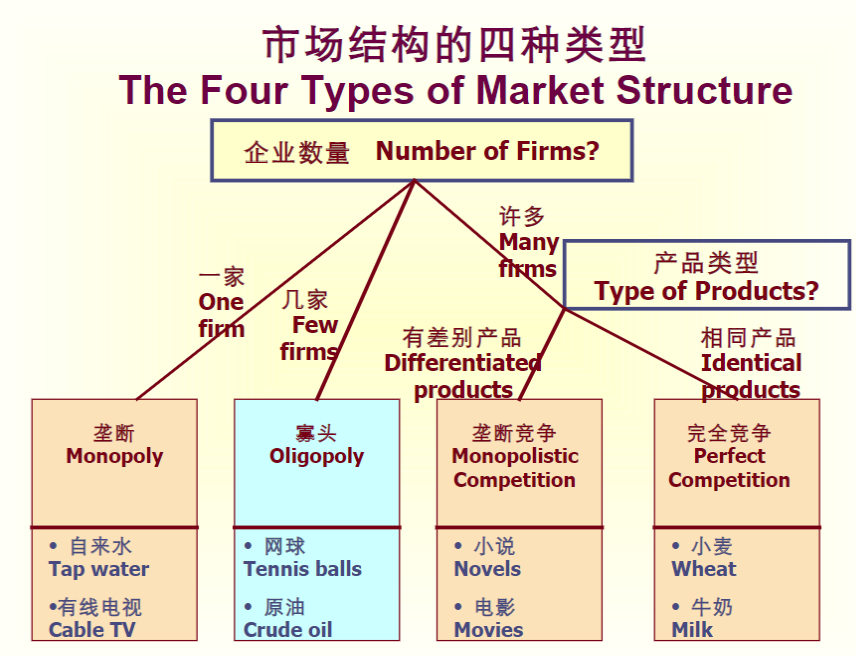 市场结构的四种类型
The Four Types of Market Structure
企业数量 Number of Firms?
许多
Many
firms
产品类型
Type of Products?
一家
One
firm
几家
Few
firms
有差别产品
Differentiated
products
相同产品
Identical
products
垄断
Monopoly
• 自来水
Tap water
•有线电视
Cable TV
寡头
Oligopoly
• 网球
Tennis balls
• 原油
Crude oil
垄断竞争
Monopolistic
Competition
• 小说
Novels
• 电影
Movies
完全竞争
Perfect
Competition
• 小麦
Wheat
• 牛奶
Milk